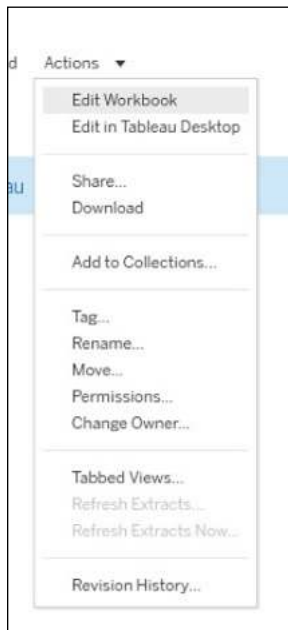 d Actions ▼
Edit Workbook
Edit in Tableau Desktop
au
Share...
Download
Add to Collections...
Tag...
Rename...
Move...
Permissions...
Change Owner...
Tabbed Views...
Refresh Extracts...
Refresh Extracts Now...
Revision History...